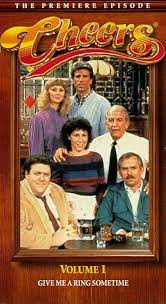 THE PREMIERE EPISODE
Cheers
VOLUME 1
GIVE ME A RING SOMETIME